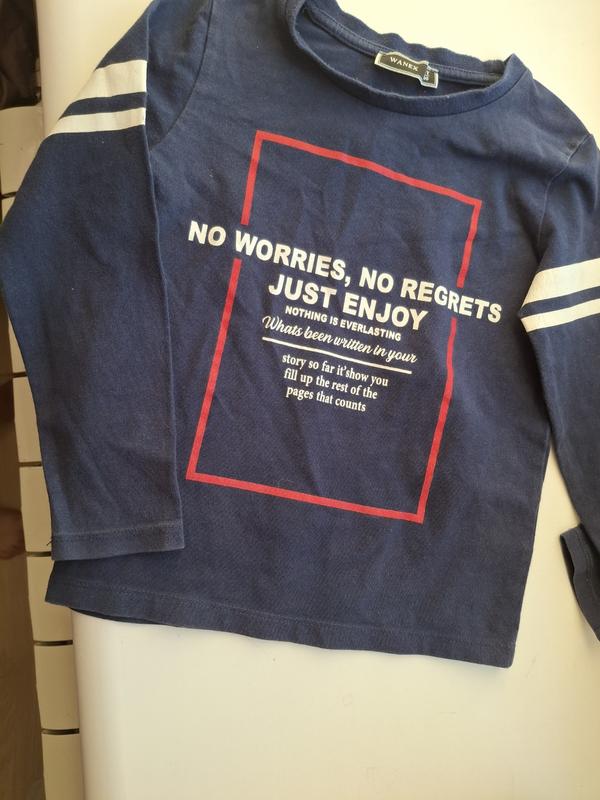 WANEX
NO WORRIES, NO REGRETS
JUST ENJOY
NOTHING IS EVERLASTING
Whats been written in your
story so far it'show you
fill up the rest of the
pages that counts